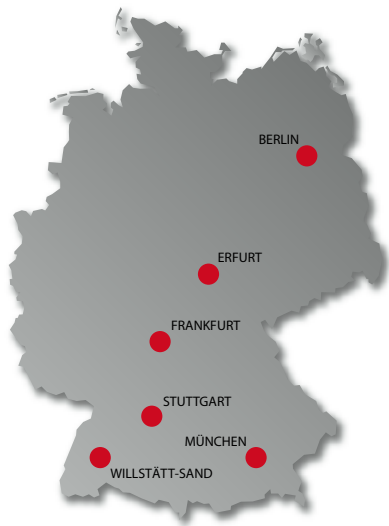 BERLIN
ERFURT
FRANKFURT
STUTTGART
MÜNCHEN
WILLSTÄTT-SAND